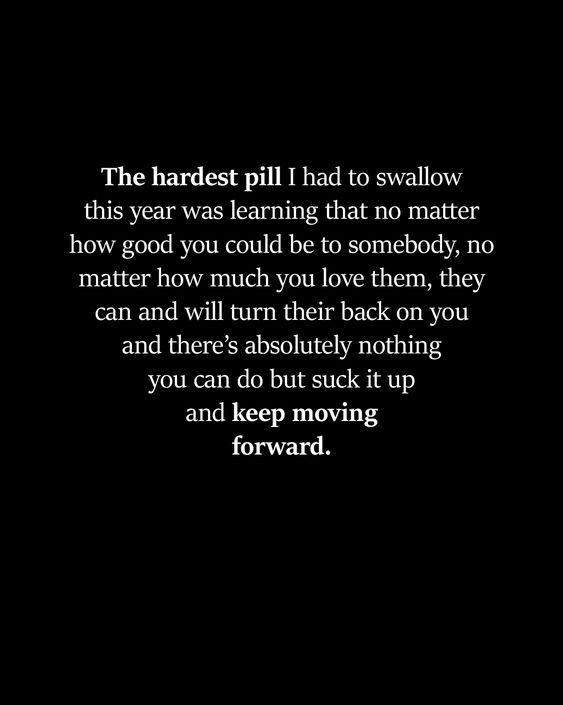 The hardest pill I had to swallow
this year was learning that no matter
how good you could be to somebody, no
matter how much you love them, they
can and will turn their back on you
and there’s absolutely nothing
you can do but suck it up
and keep moving
forward.